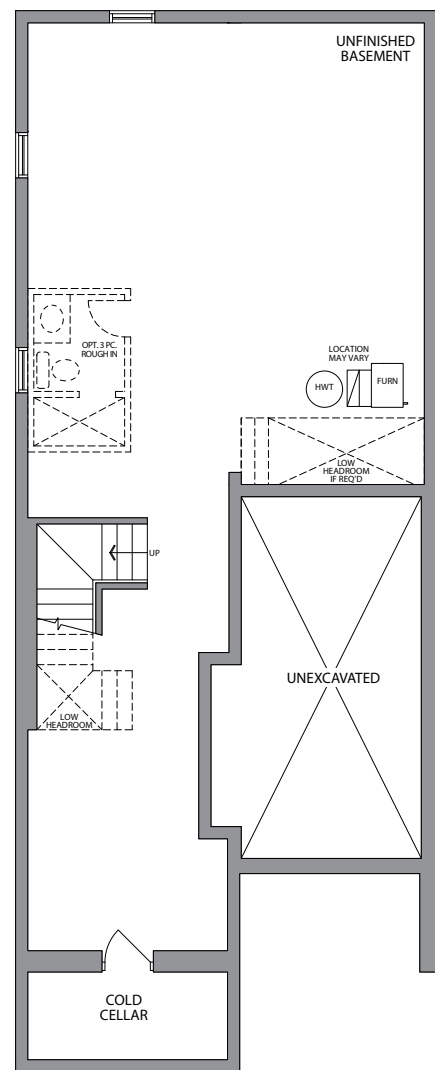 UNFINISHED
BASEMENT
OPT. 3 PC.
ROUGH IN
LOCATION
MAY VARY
HWT
FURN
LOW
HEADROOM
IF REQ'D
UP
UNEXCAVATED
LOW
HEADROOM
COLD
CELLAR